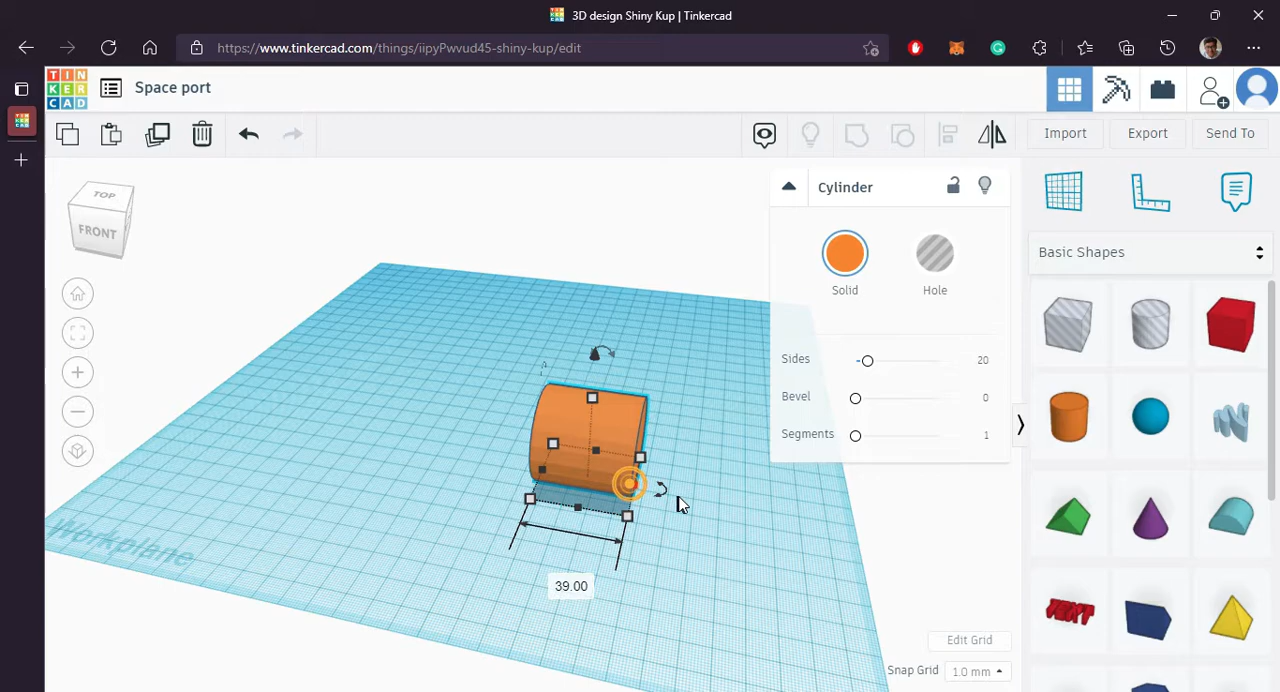 3D design Shiny Kup | Tinkercad
https://www.tinkercad.com/things/iipyPwvud45-shiny-kup/edit
TIN
KER
CAD
Space port
Import
Export
Send To
TOP
FRONT
Cylinder
Solid
Hole
Sides
20
Bevel
0
Segments
1
Basic Shapes
TEXT
Workplane
39.00
Edit Grid
Snap Grid
1.0 mm